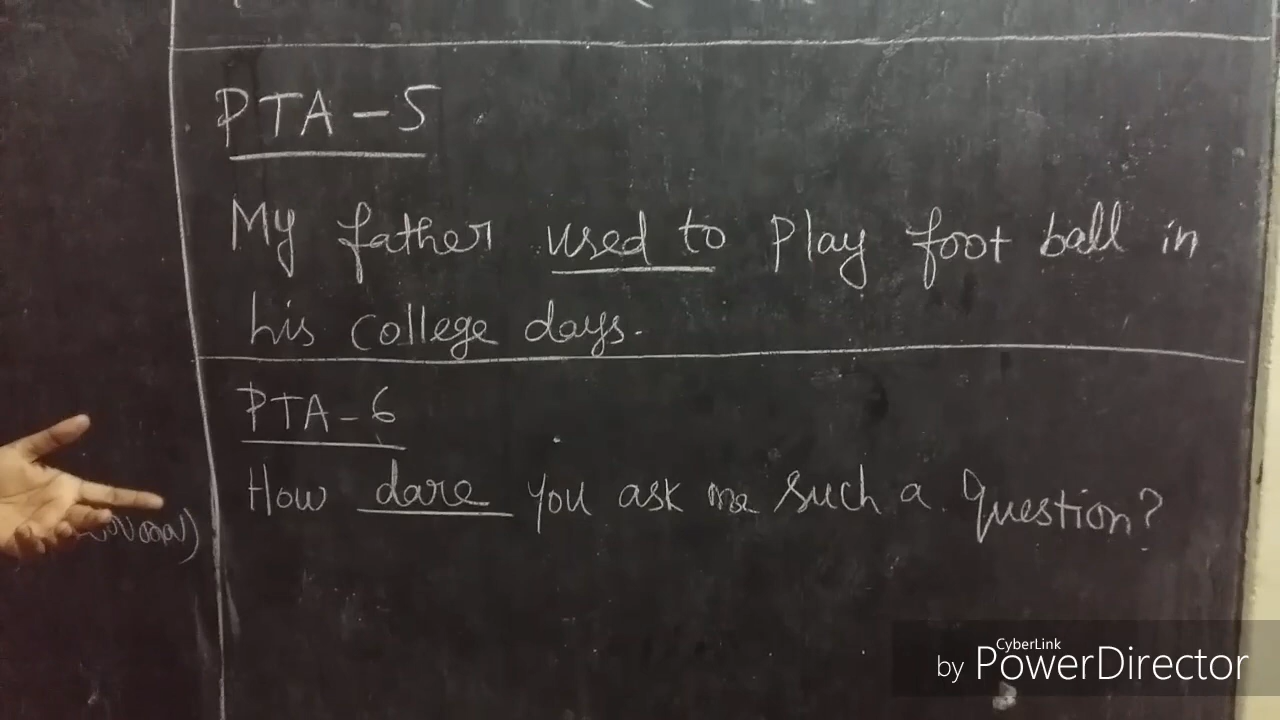 PTA - 5
My father used to Play foot ball in
his college days.
PTA - 6
How dare you ask me such a question?
CyberLink
by PowerDirector